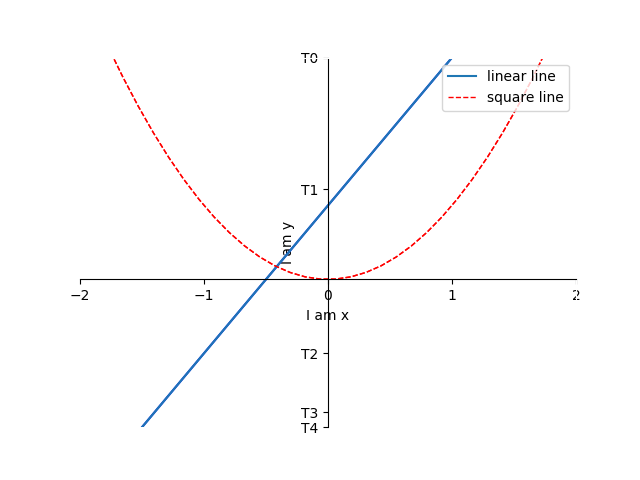 T0
linear line
square line
T1
I am y
−2
−1
0
1
2
I am x
T2
T3
T4